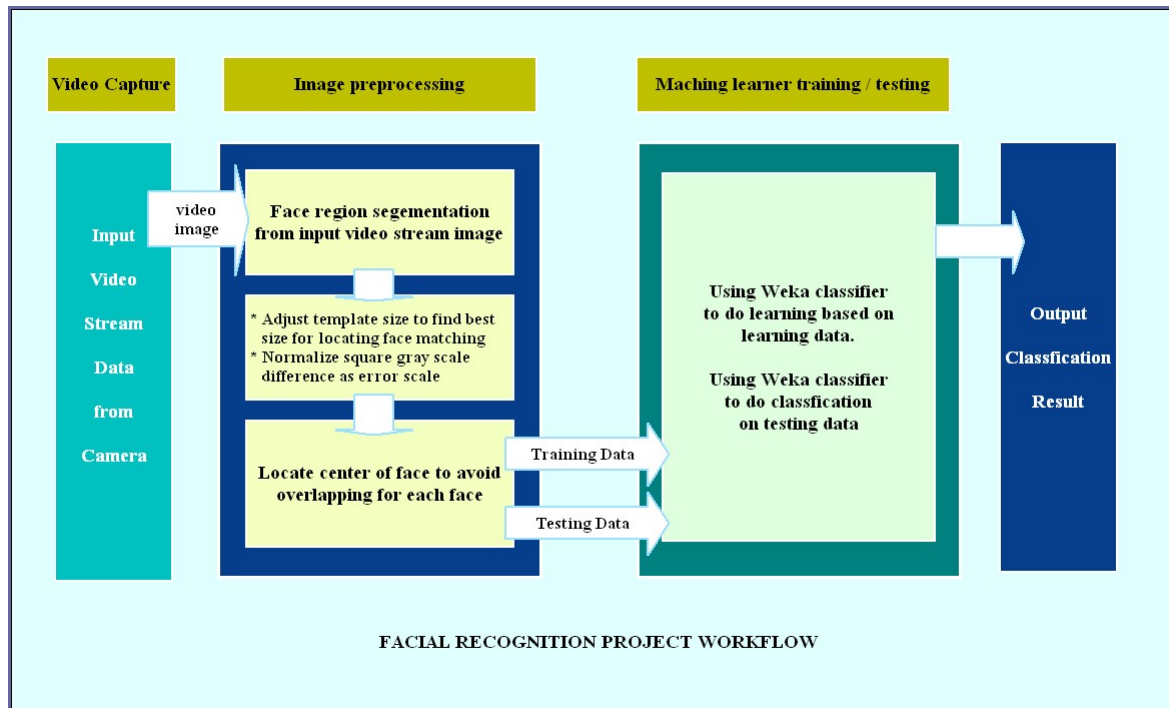 Video Capture
Image preprocessing
Maching learner training / testing
Input
Video
Stream
Data
from
Camera
video
image
Face region segementation
from input video stream image
* Adjust template size to find best
size for locating face matching
* Normalize square gray scale
difference as error scale
Locate center of face to avoid
overlapping for each face
Training Data
Testing Data
Using Weka classifier
to do learning based on
learning data.
Using Weka classifier
to do classfication
on testing data
Output
Classfication
Result
FACIAL RECOGNITION PROJECT WORKFLOW